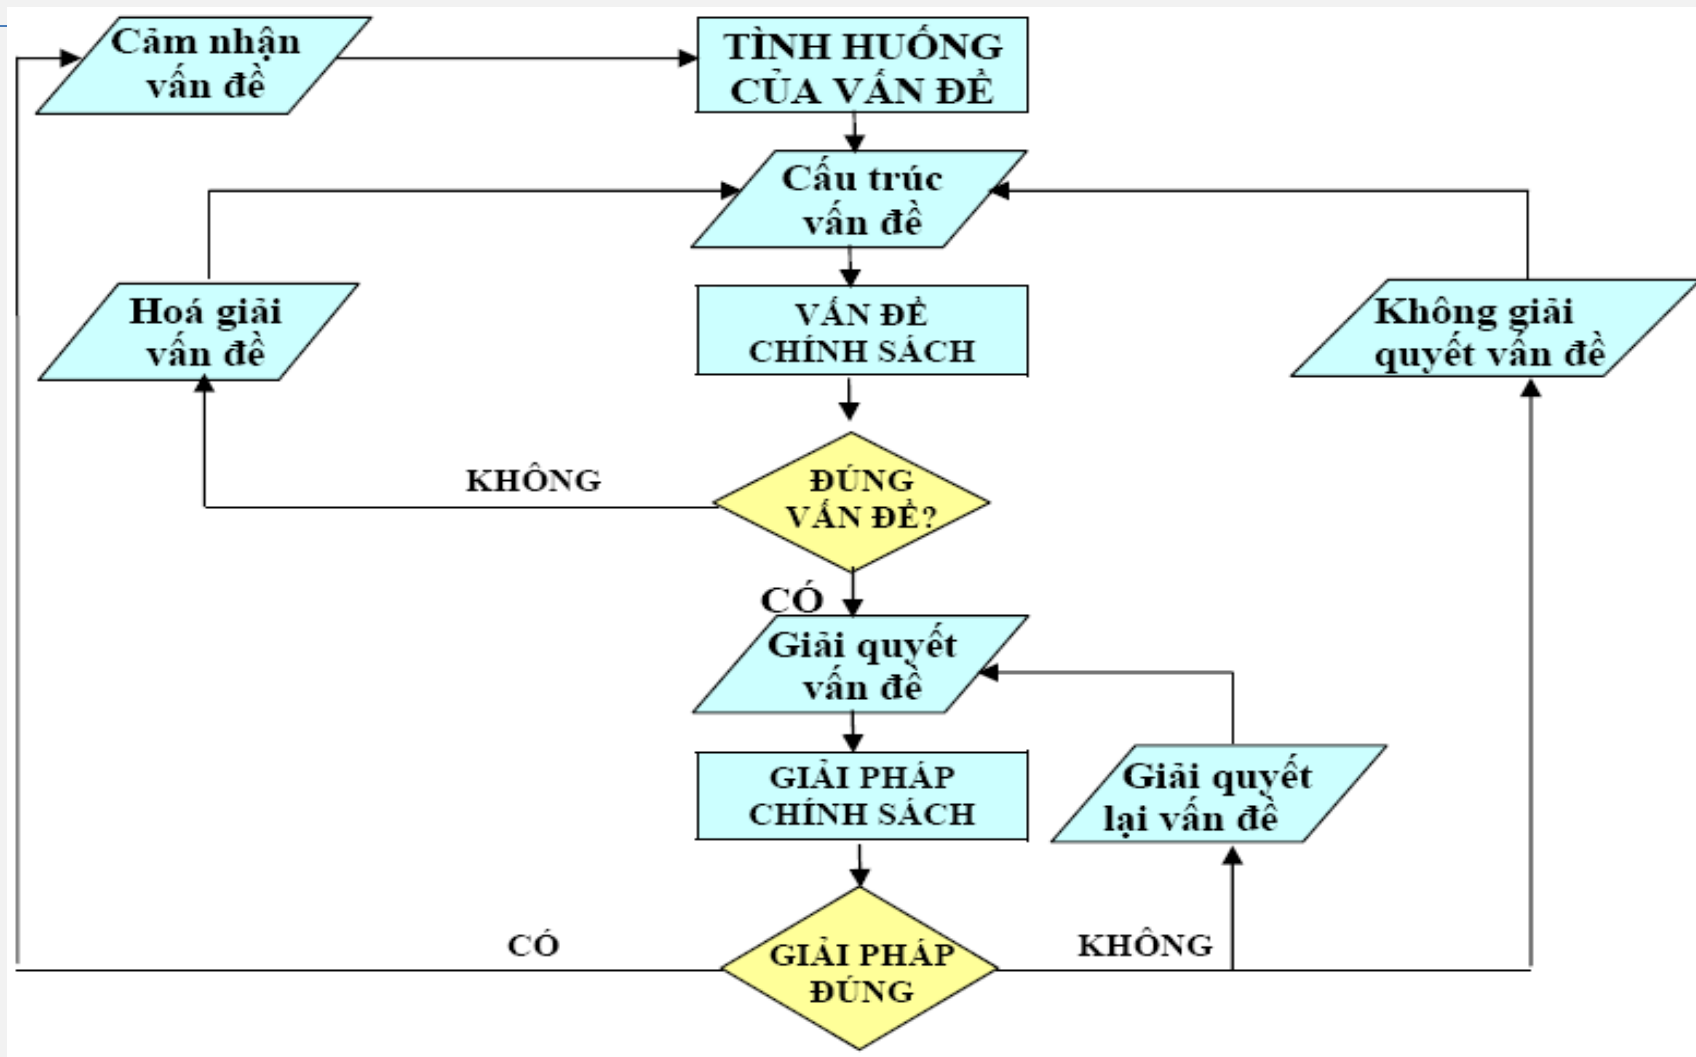 Cảm nhận
vấn đề
TÌNH HUỐNG
CỦA VẤN ĐỀ
Cấu trúc
vấn đề
Hoá giải
vấn đề
VẤN ĐỀ
CHÍNH SÁCH
Không giải
quyết vấn đề
KHÔNG
ĐÚNG
VẤN ĐỀ?
CÓ
Giải quyết
vấn đề
GIẢI PHÁP
CHÍNH SÁCH
Giải quyết
lại vấn đề
CÓ
GIẢI PHÁP
ĐÚNG
KHÔNG